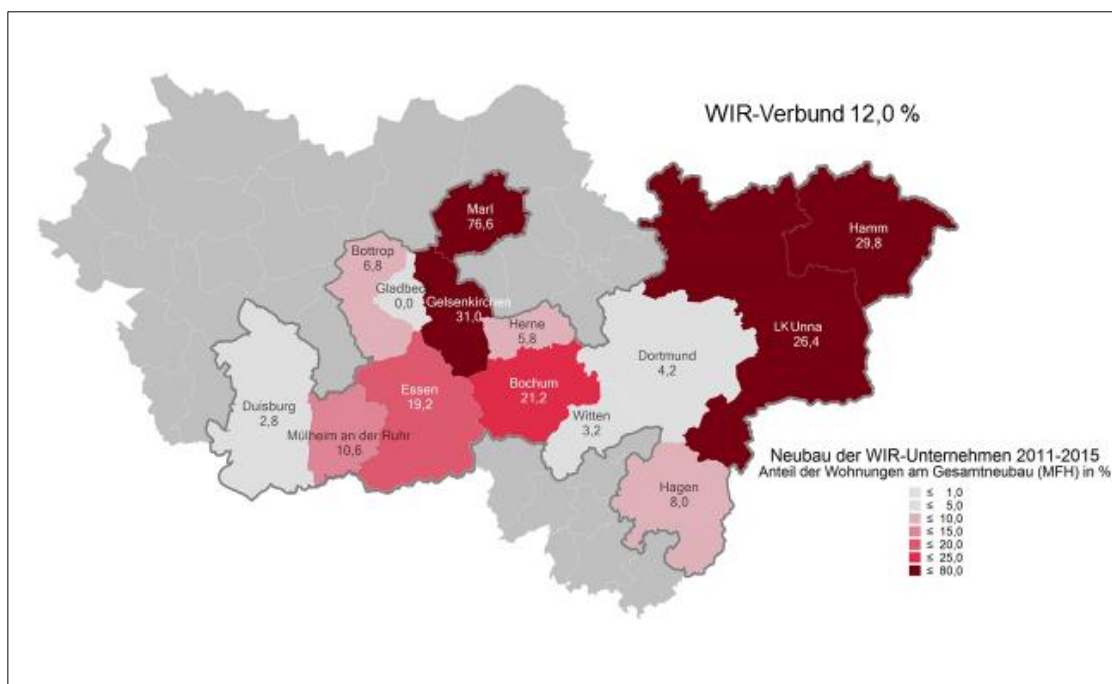 WIR-Verbund 12,0 %
Marl
76,6
Hamm
29,8
Bottrop
6,8
Gladbec
0,0
Gelsenkirchen
31,0
Herne
5,8
LK Unna
26,4
Dortmund
4,2
Essen
19,2
Bochum
21,2
Duisburg
2,8
Witten
3,2
Mülheim an der Ruhr
10,6
Hagen
8,0
Neubau der WIR-Unternehmen 2011-2015
Anteil der Wohnungen am Gesamtneubau (MFH) in %
≤ 1,0
≤ 5,0
≤ 10,0
≤ 15,0
≤ 20,0
≤ 25,0
≤ 80,0